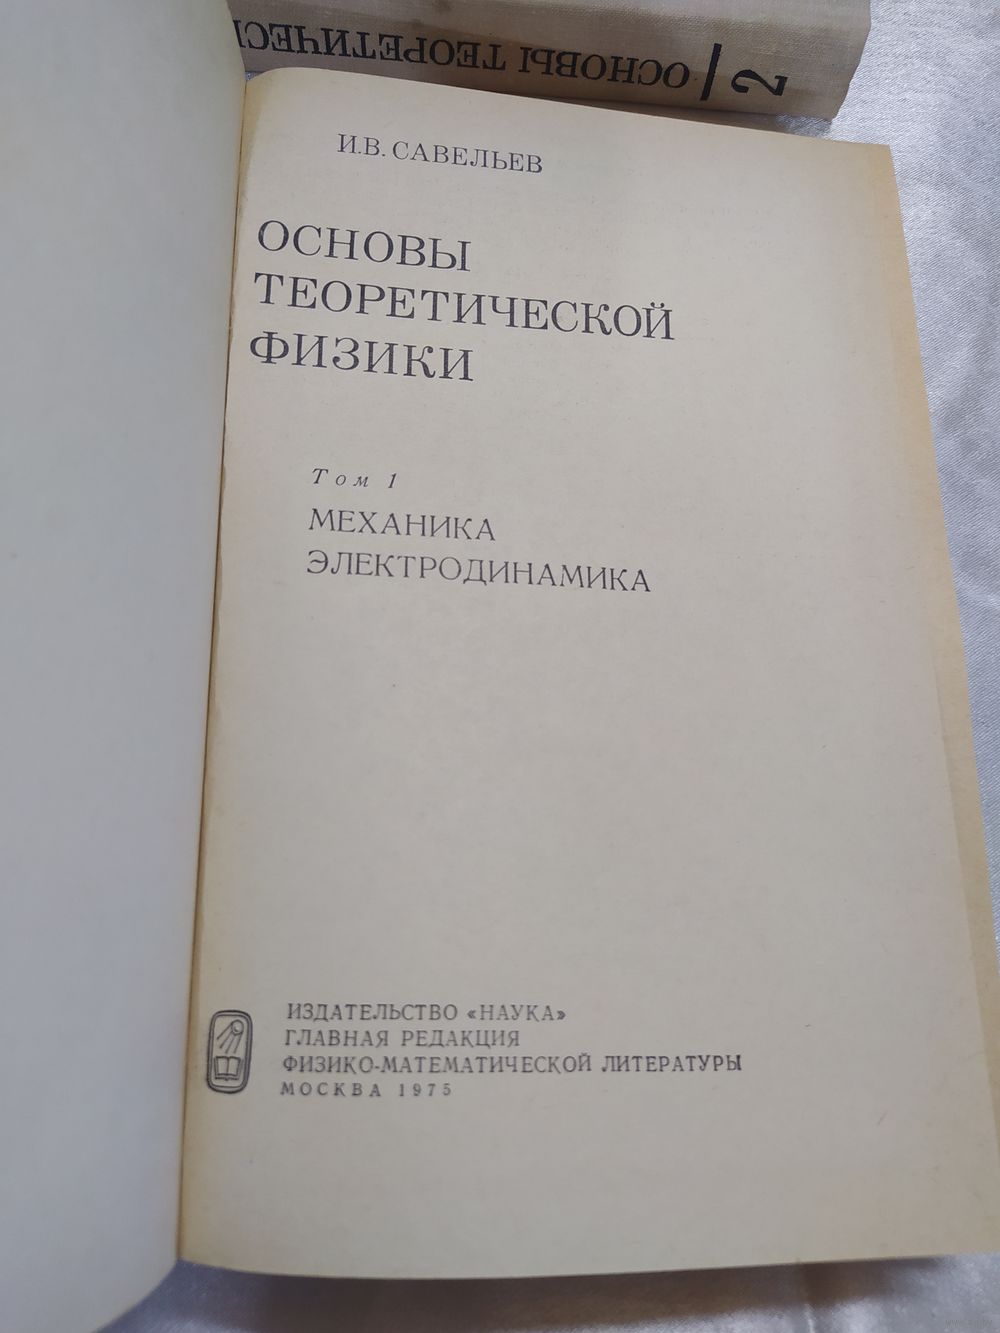 2 ОСНОВЫ ТЕОРЕТИЧЕС
И.В. САВЕЛЬЕВ
ОСНОВЫ
ТЕОРЕТИЧЕСКОЙ
ФИЗИКИ
Том 1
МЕХАНИКА
ЭЛЕКТРОДИНАМИКА
ИЗДАТЕЛЬСТВО «НАУКА»
ГЛАВНАЯ РЕДАКЦИЯ
ФИЗИКО-МАТЕМАТИЧЕСКОЙ ЛИТЕРАТУРЫ
МОСКВА 1975